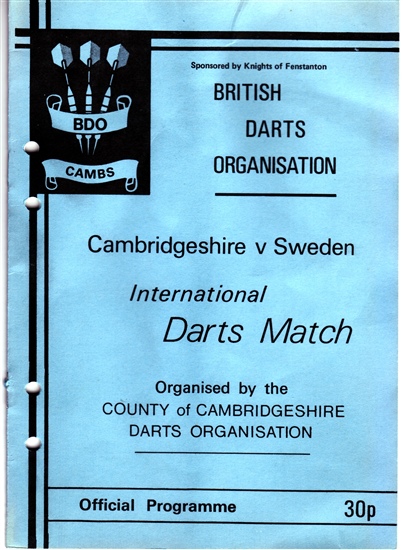 BDO
CAMBS
Sponsored by Knights of Fenstanton
BRITISH
DARTS
ORGANISATION
Cambridgeshire v Sweden
International
Darts Match
Organised by the
COUNTY of CAMBRIDGESHIRE
DARTS ORGANISATION
Official Programme 30p